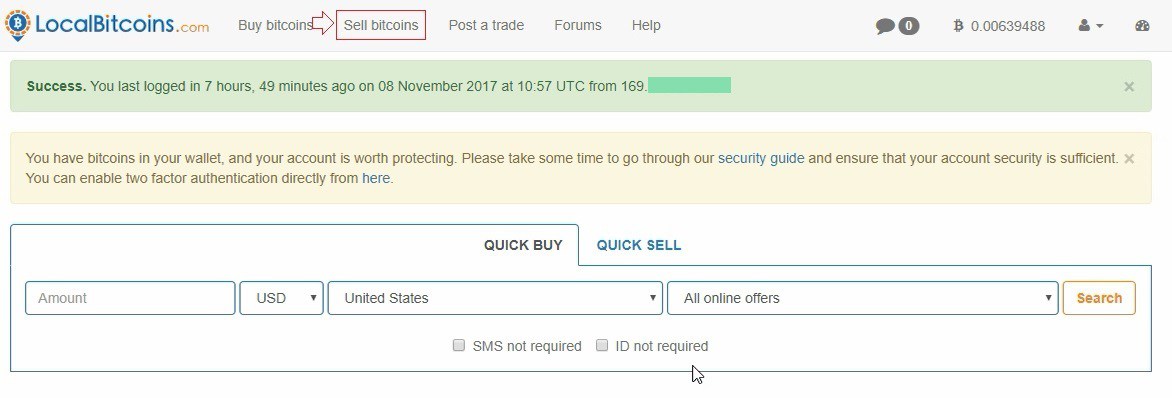 LocalBitcoins.com Buy bitcoins Sell bitcoins Post a trade Forums Help 0 0.00639488
Success. You last logged in 7 hours, 49 minutes ago on 08 November 2017 at 10:57 UTC from 169.
×
You have bitcoins in your wallet, and your account is worth protecting. Please take some time to go through our security guide and ensure that your account security is sufficient. ×
You can enable two factor authentication directly from here.
QUICK BUY QUICK SELL
Amount USD United States All online offers Search
SMS not required ID not required